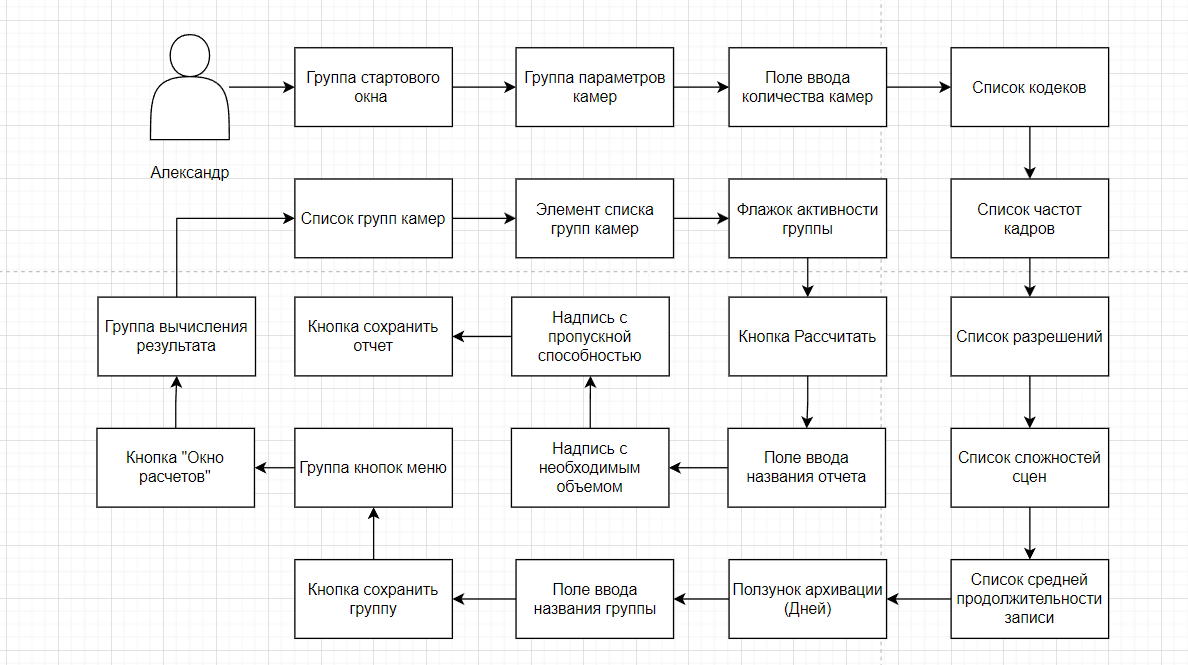 Группа стартового
окна
Группа параметров
камер
Поле ввода
количества камер
Список кодеков
Александр
Список групп камер
Элемент списка
групп камер
Флажок активности
группы
Список частот
кадров
Группа вычисления
результата
Кнопка сохранить
отчет
Надпись с
пропускной
способностью
Кнопка Рассчитать
Список разрешений
Кнопка "Окно
расчетов"
Группа кнопок меню
Надпись с
необходимым
объемом
Поле ввода
названия отчета
Список сложностей
сцен
Кнопка сохранить
группу
Поле ввода
названия группы
Ползунок архивации
(Дней)
Список средней
продолжительности
записи